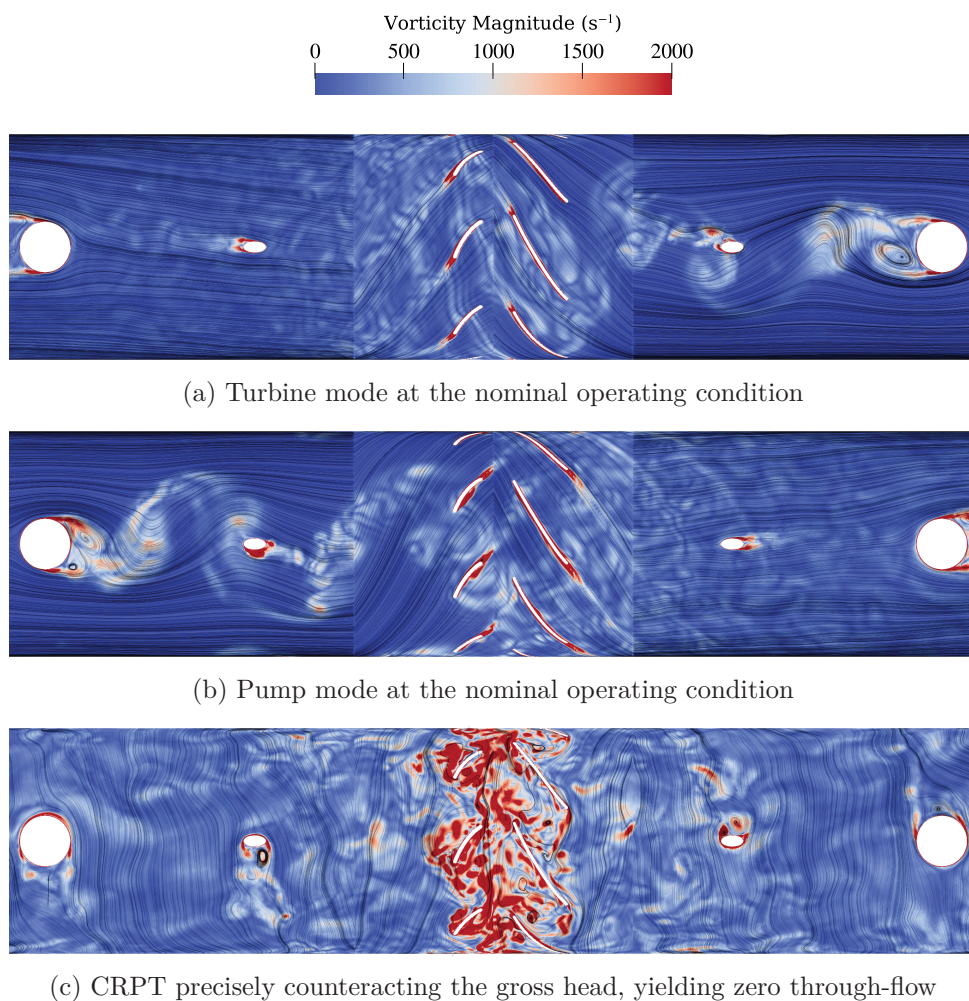 Vorticity Magnitude (s⁻¹)
0 500 1000 1500 2000
(a) Turbine mode at the nominal operating condition
(b) Pump mode at the nominal operating condition
(c) CRPT precisely counteracting the gross head, yielding zero through-flow